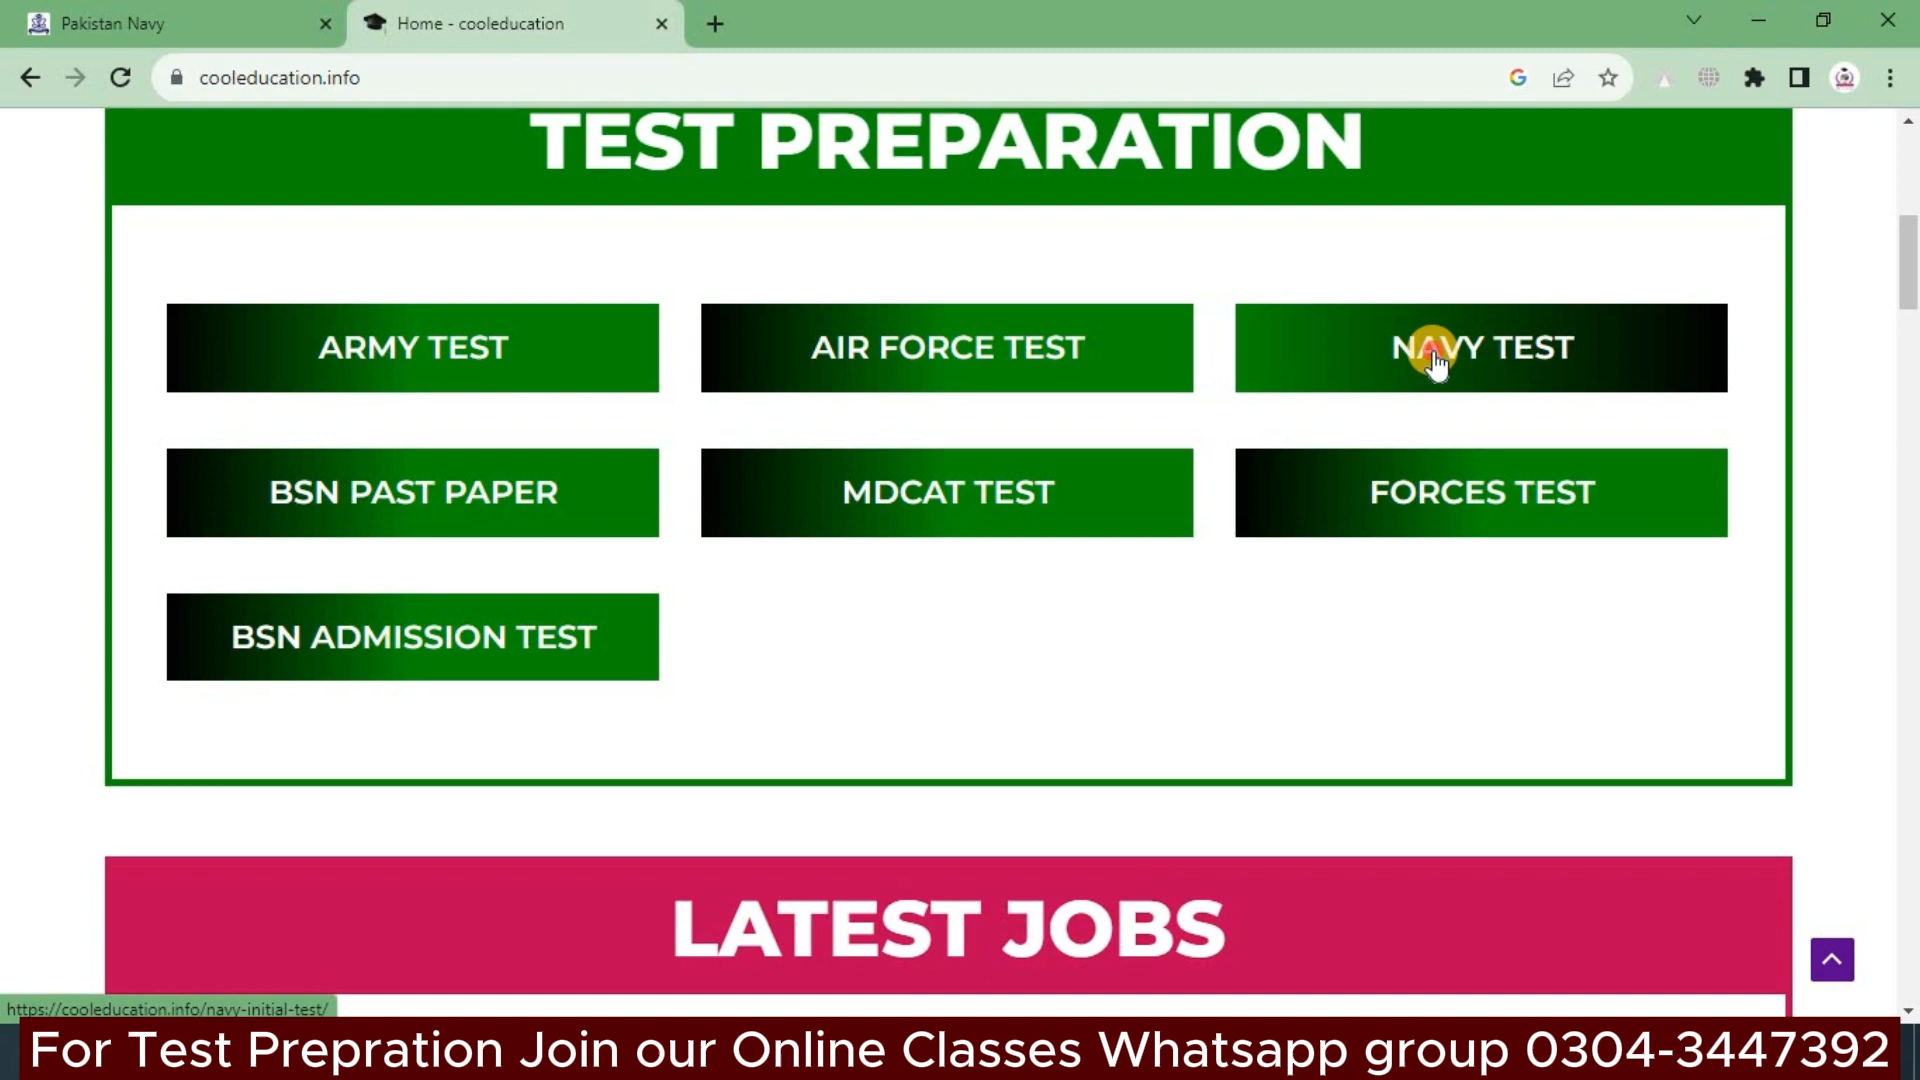 Pakistan Navy
Home - cooleducation
cooleducation.info
TEST PREPARATION
ARMY TEST
AIR FORCE TEST
NAVY TEST
BSN PAST PAPER
MDCAT TEST
FORCES TEST
BSN ADMISSION TEST
LATEST JOBS
https://cooleducation.info/navy-initial-test/
For Test Prepration Join our Online Classes Whatsapp group 0304-3447392